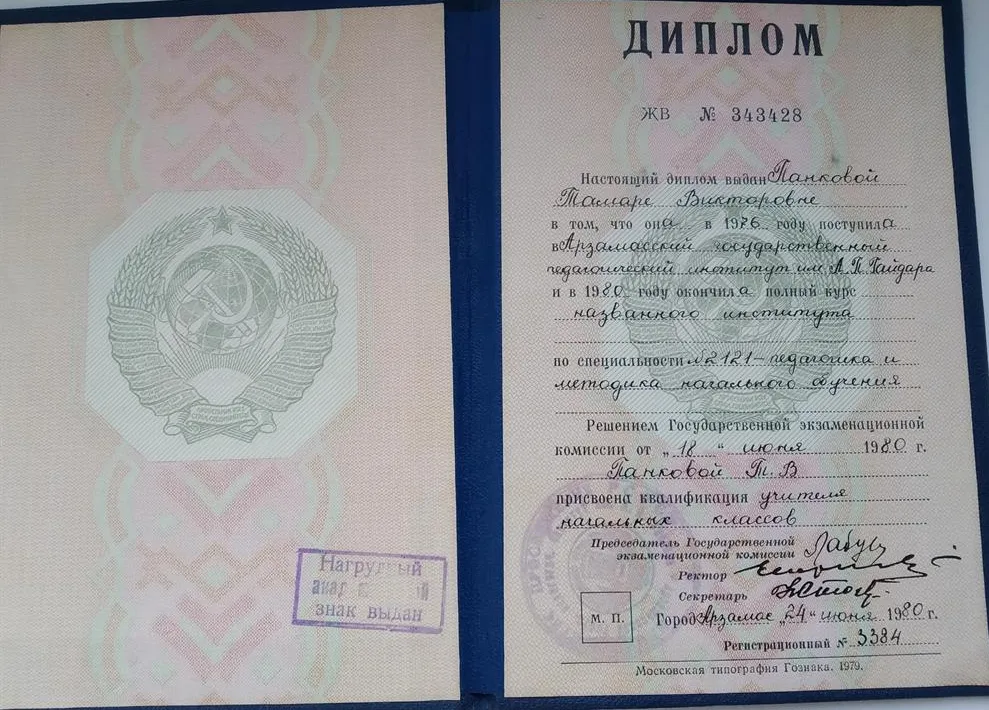 Нагрудный
акад й
знак выдан
ДИПЛОМ
ЖВ № 343428
Настоящий диплом выдан Панковой
Тамаре Викторовне
в том, что она в 1976 году поступила
в Арзамасский государственный
педагогический институт им. А. П. Гайдара
и в 1980 году окончила полный курс
названного института
по специальности № 2121 – педагогика и
методика начального обучения
Решением Государственной экзаменационной
комиссии от „18“ июня 1980 г.
Панковой Т. В
присвоена квалификация учителя
начальных классов
Председатель Государственной
экзаменационной комиссии
Ректор
Секретарь
М. П.
Город Арзамас „24“ июня 1980 г.
Регистрационный № 3384
Московская типография Гознака. 1979.